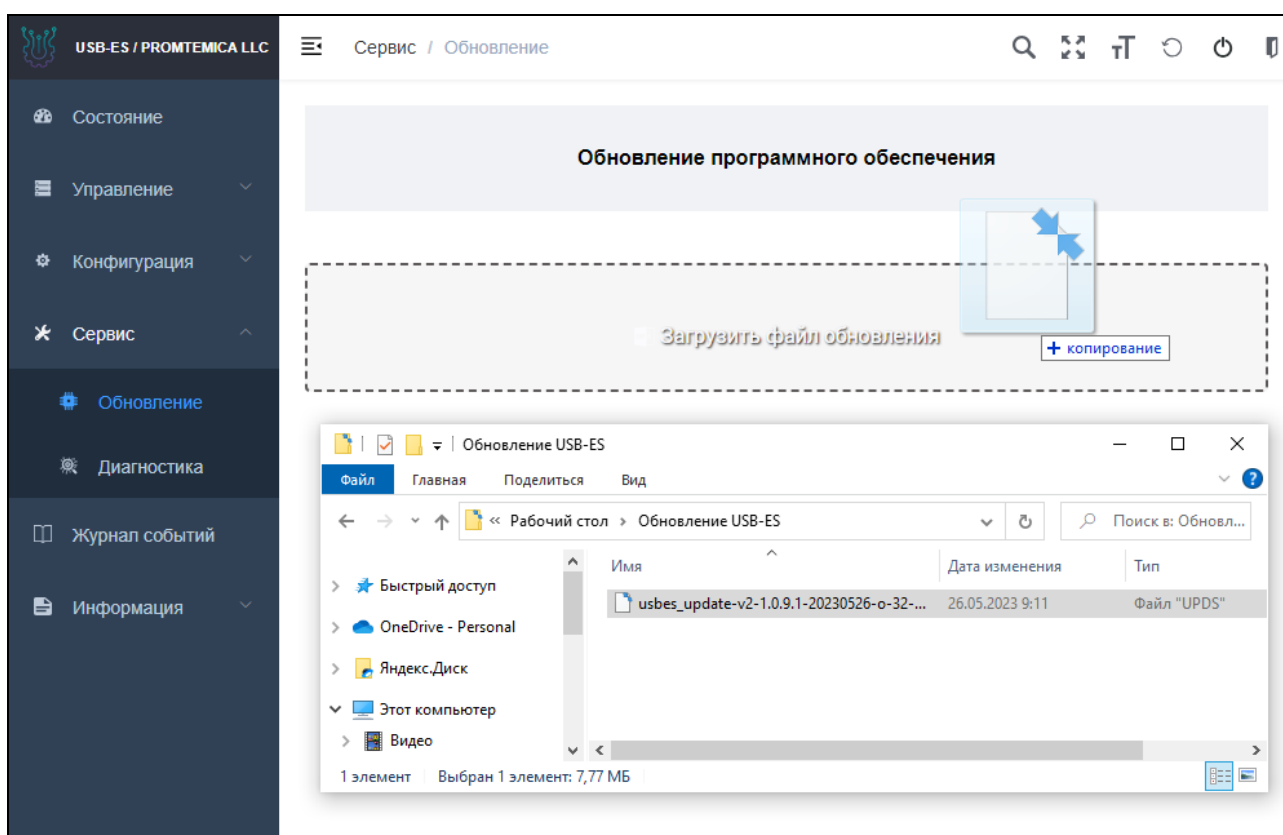 USB-ES / PROMTEMICA LLC
Сервис / Обновление
Состояние
Управление
Конфигурация
Сервис
Обновление
Диагностика
Журнал событий
Информация
Обновление программного обеспечения
Загрузить файл обновления
+ копирование
Обновление USB-ES
Файл Главная Поделиться Вид
« Рабочий стол › Обновление USB-ES Поиск в: Обновл...
Имя Дата изменения Тип
Быстрый доступ
usbes_update-v2-1.0.9.1-20230526-o-32-... 26.05.2023 9:11 Файл "UPDS"
OneDrive - Personal
Яндекс.Диск
Этот компьютер
Видео
1 элемент Выбран 1 элемент: 7,77 МБ